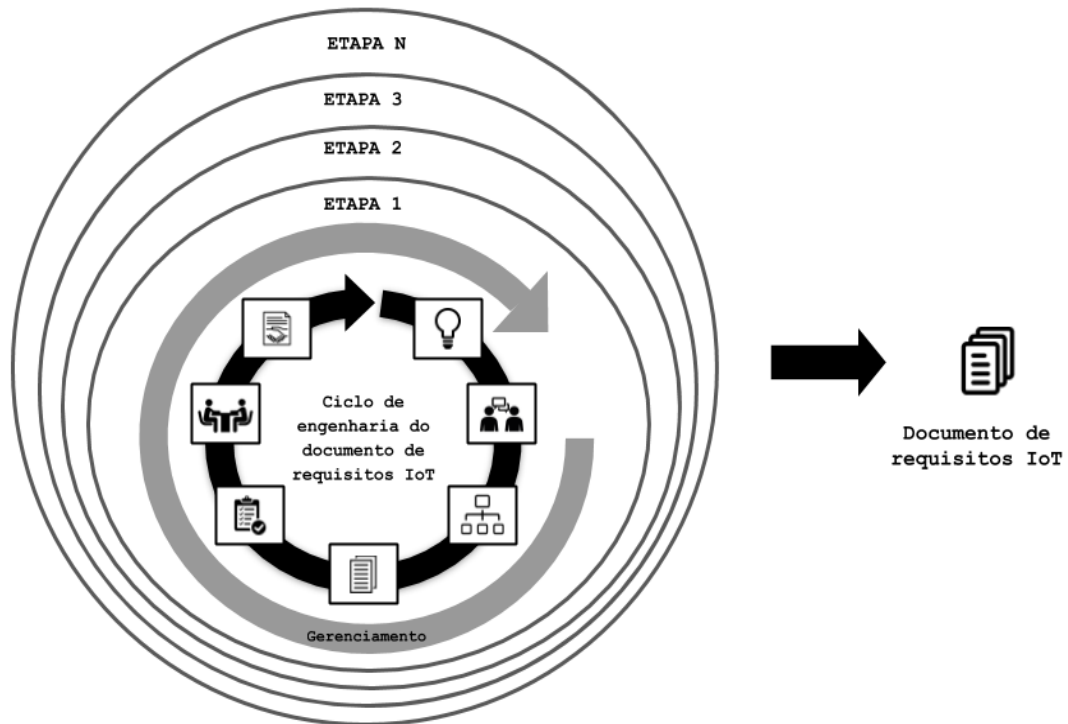 ETAPA N
ETAPA 3
ETAPA 2
ETAPA 1
Ciclo de
engenharia do
documento de
requisitos IoT
Gerenciamento
Documento de
requisitos IoT